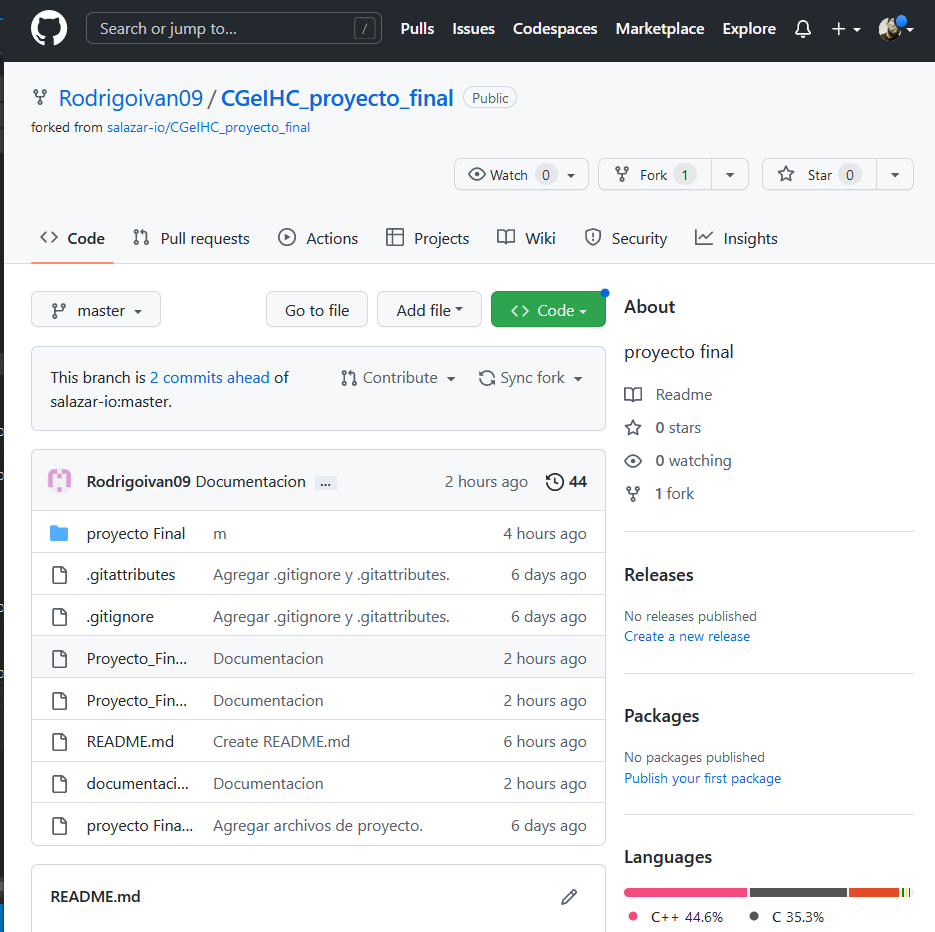 Search or jump to... / Pulls Issues Codespaces Marketplace Explore
Rodrigoivan09 / CGeIHC_proyecto_final Public
forked from salazar-io/CGeIHC_proyecto_final
Watch 0 Fork 1 Star 0
Code Pull requests Actions Projects Wiki Security Insights
master Go to file Add file Code
This branch is 2 commits ahead of
salazar-io:master.
Contribute Sync fork
Rodrigoivan09 Documentacion ... 2 hours ago 44
proyecto Final m 4 hours ago
.gitattributes Agregar .gitignore y .gitattributes. 6 days ago
.gitignore Agregar .gitignore y .gitattributes. 6 days ago
Proyecto_Fin... Documentacion 2 hours ago
Proyecto_Fin... Documentacion 2 hours ago
README.md Create README.md 6 hours ago
documentaci... Documentacion 2 hours ago
proyecto Fina... Agregar archivos de proyecto. 6 days ago
README.md
About
proyecto final
Readme
0 stars
0 watching
1 fork
Releases
No releases published
Create a new release
Packages
No packages published
Publish your first package
Languages
C++ 44.6% C 35.3%